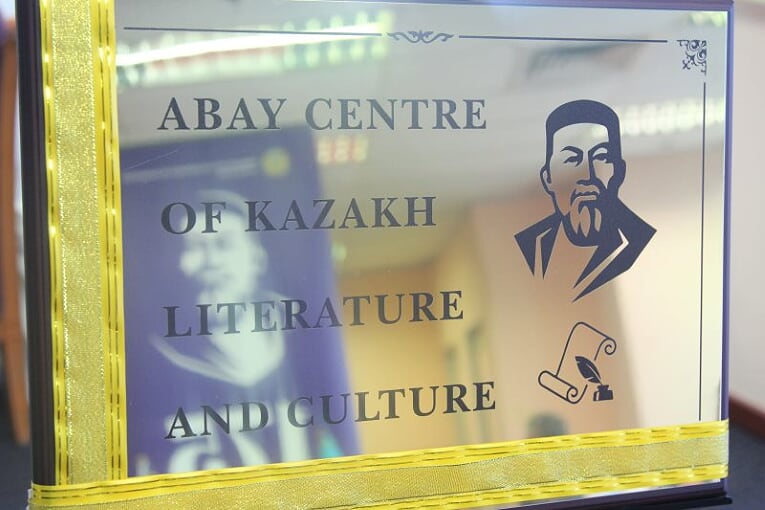 ABAY CENTRE
OF KAZAKH
LITERATURE
AND CULTURE